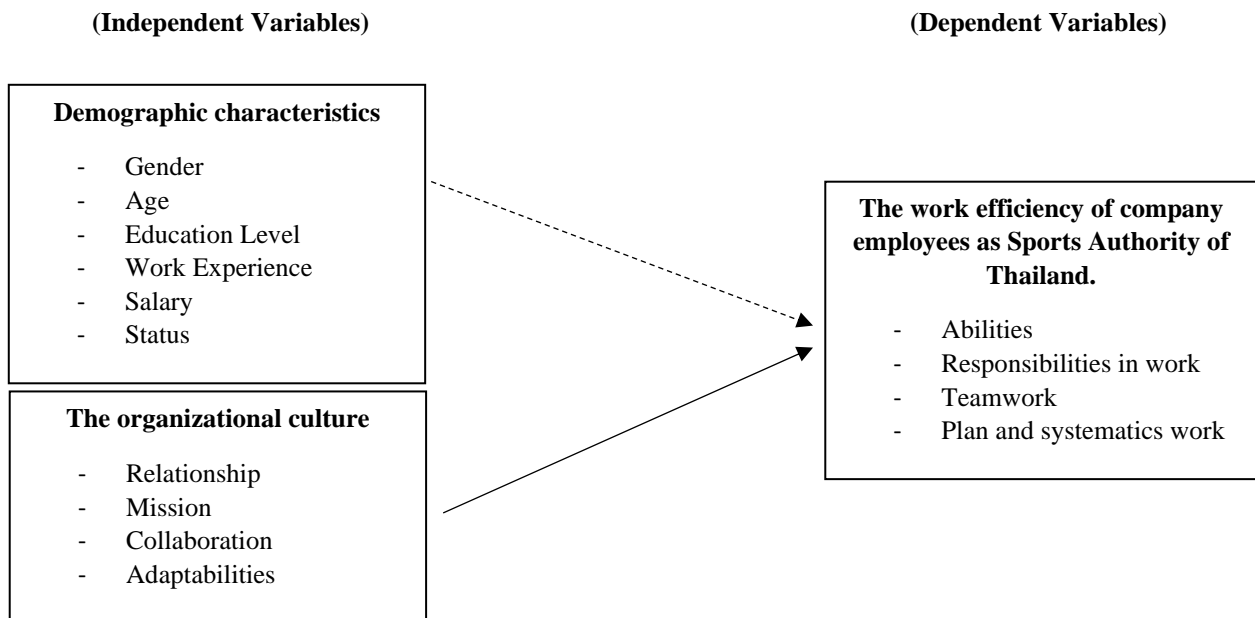 (Independent Variables)
(Dependent Variables)
Demographic characteristics
- Gender
- Age
- Education Level
- Work Experience
- Salary
- Status
The organizational culture
- Relationship
- Mission
- Collaboration
- Adaptabilities
The work efficiency of company
employees as Sports Authority of
Thailand.
- Abilities
- Responsibilities in work
- Teamwork
- Plan and systematics work